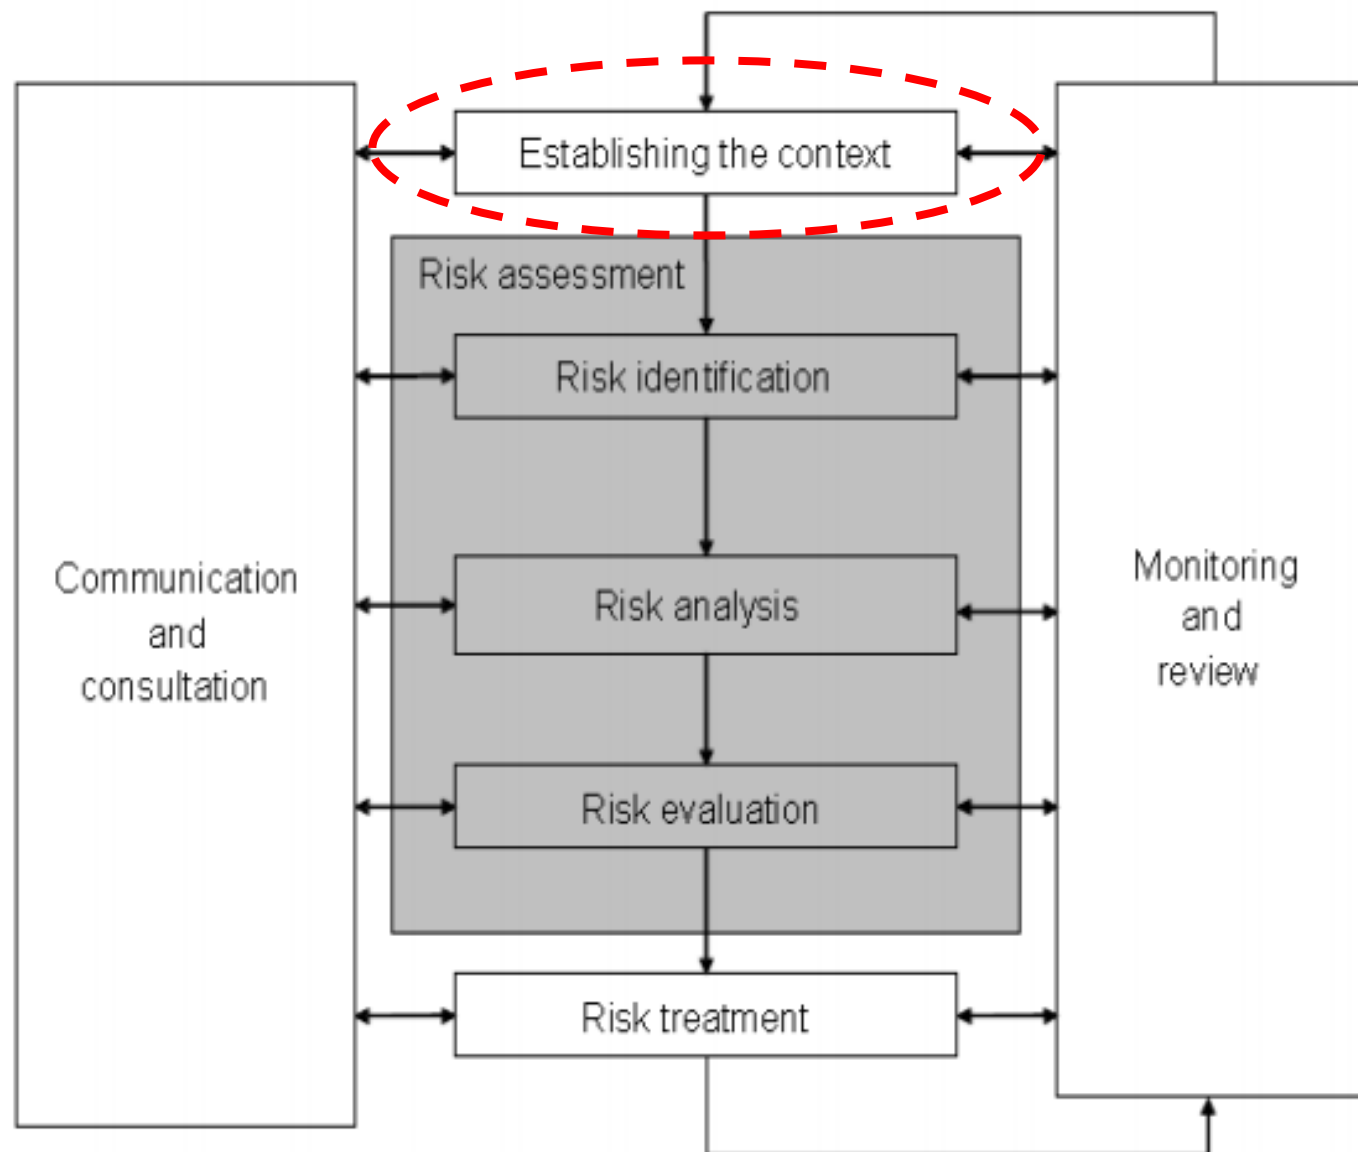 Establishing the context
Risk assessment
Risk identification
Risk analysis
Risk evaluation
Risk treatment
Communication
and
consultation
Monitoring
and
review